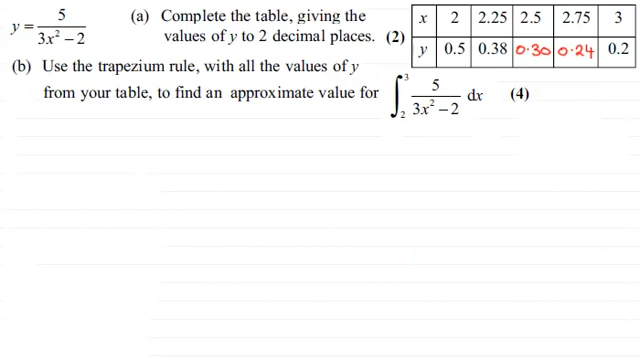 y = 5/(3x² − 2)
(a) Complete the table, giving the
values of y to 2 decimal places. (2)
x 2 2.25 2.5 2.75 3
y 0.5 0.38 0.30 0.24 0.2
(b) Use the trapezium rule, with all the values of y
from your table, to find an approximate value for ∫₂³ 5/(3x² − 2) dx (4)